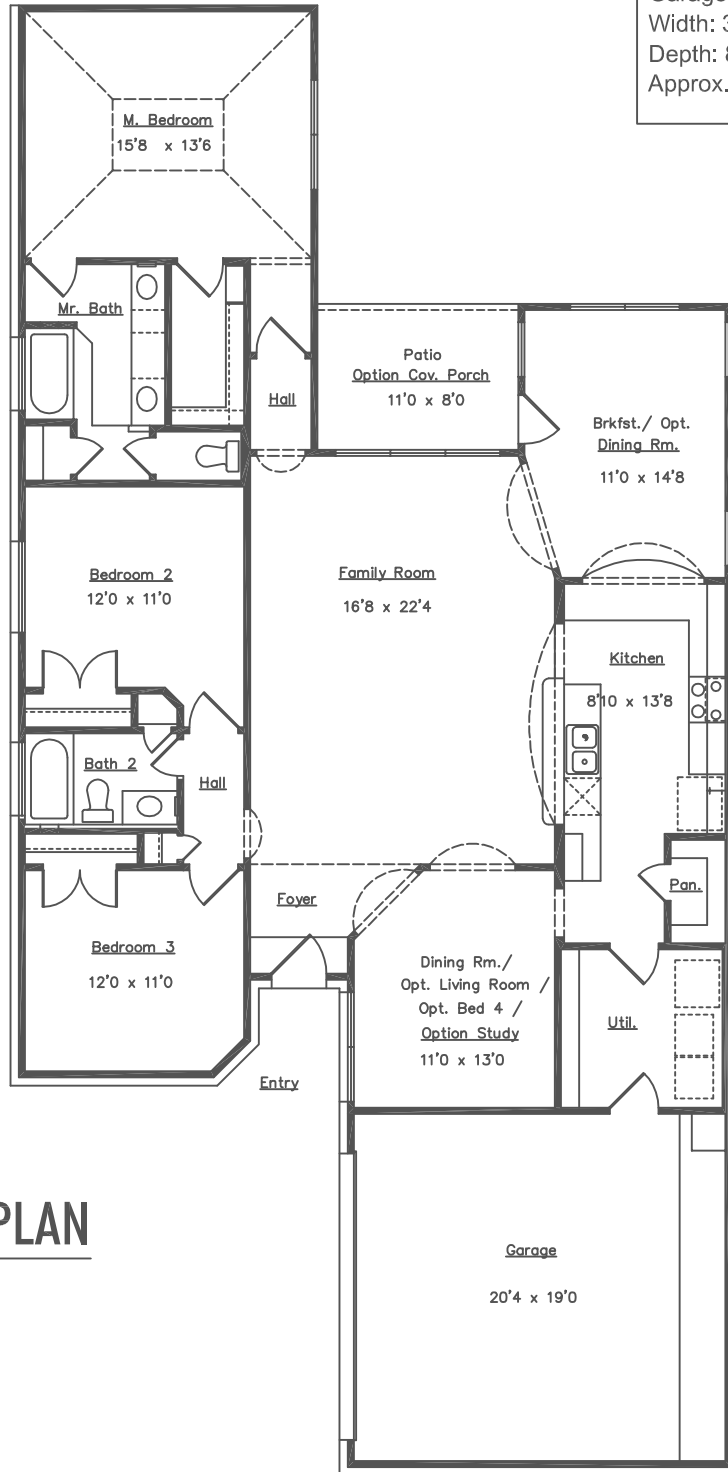 Garage
Width: 3
Depth: 8
Approx.
M. Bedroom
15'8 x 13'6
Mr. Bath
Hall
Patio
Option Cov. Porch
11'0 x 8'0
Brkfst./ Opt.
Dining Rm.
11'0 x 14'8
Bedroom 2
12'0 x 11'0
Family Room
16'8 x 22'4
Kitchen
8'10 x 13'8
Bath 2
Hall
Pan.
Foyer
Bedroom 3
12'0 x 11'0
Dining Rm./
Opt. Living Room /
Opt. Bed 4 /
Option Study
11'0 x 13'0
Util.
Entry
PLAN
Garage
20'4 x 19'0